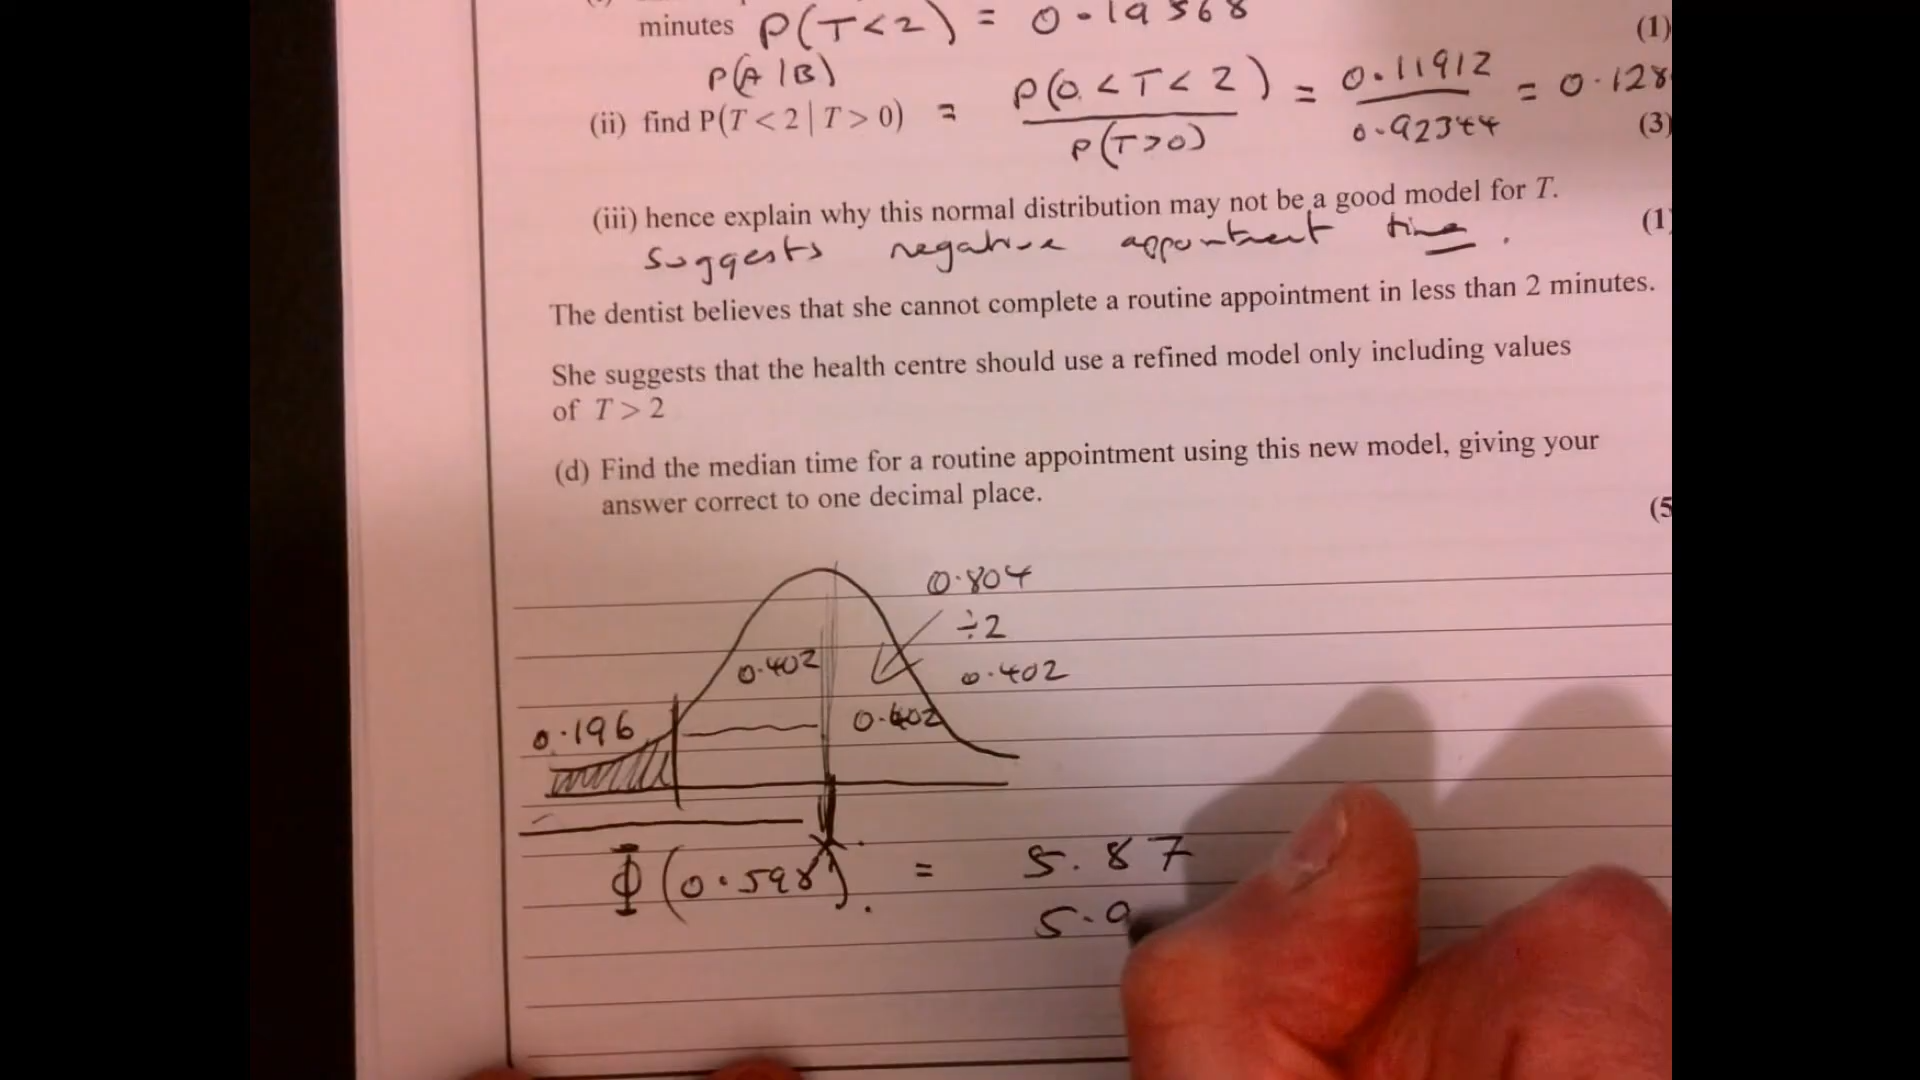 minutes P(T<2) = 0.19568
(1)
P(A|B)
(ii) find P(T < 2 | T > 0) = P(0<T<2) / P(T>0) = 0.11912 / 0.92344 = 0.128
(3)
(iii) hence explain why this normal distribution may not be a good model for T.
(1)
suggests negative appointment time.
The dentist believes that she cannot complete a routine appointment in less than 2 minutes.
She suggests that the health centre should use a refined model only including values
of T > 2
(d) Find the median time for a routine appointment using this new model, giving your
answer correct to one decimal place.
(5
0.804
÷2
0.402
0.402
0.196
0.402
Φ(0.598). = 5.87
5.9